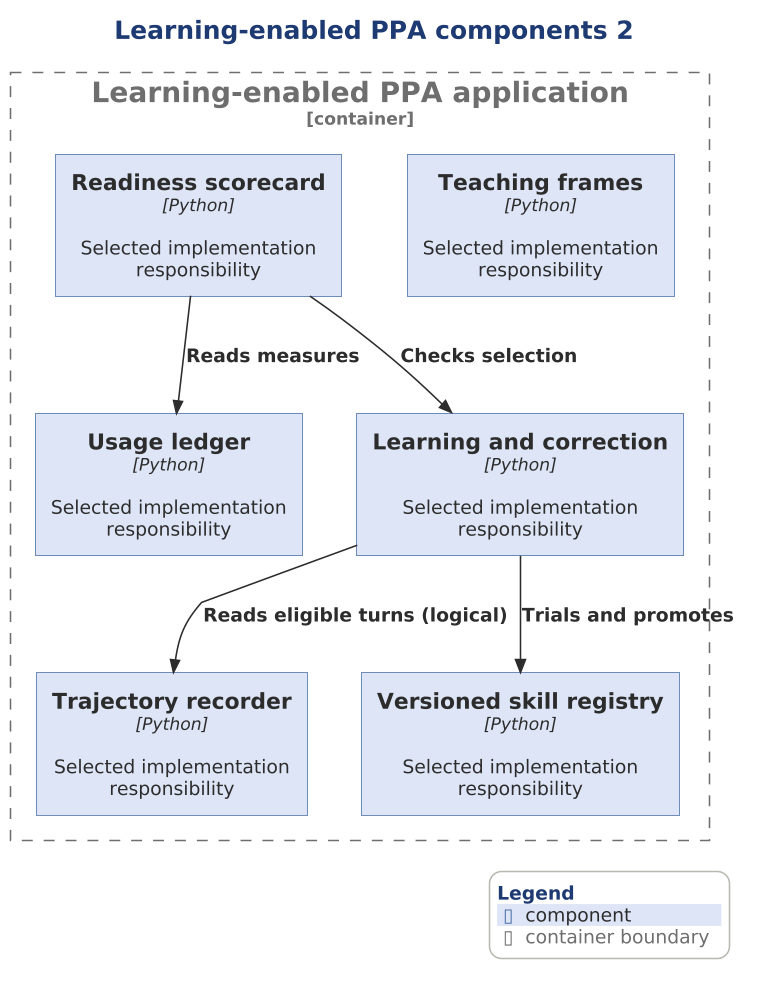 Learning-enabled PPA components 2
Learning-enabled PPA application
[container]
Readiness scorecard
[Python]
Selected implementation
responsibility
Teaching frames
[Python]
Selected implementation
responsibility
Reads measures
Checks selection
Usage ledger
[Python]
Selected implementation
responsibility
Learning and correction
[Python]
Selected implementation
responsibility
Reads eligible turns (logical)
Trials and promotes
Trajectory recorder
[Python]
Selected implementation
responsibility
Versioned skill registry
[Python]
Selected implementation
responsibility
Legend
component
container boundary